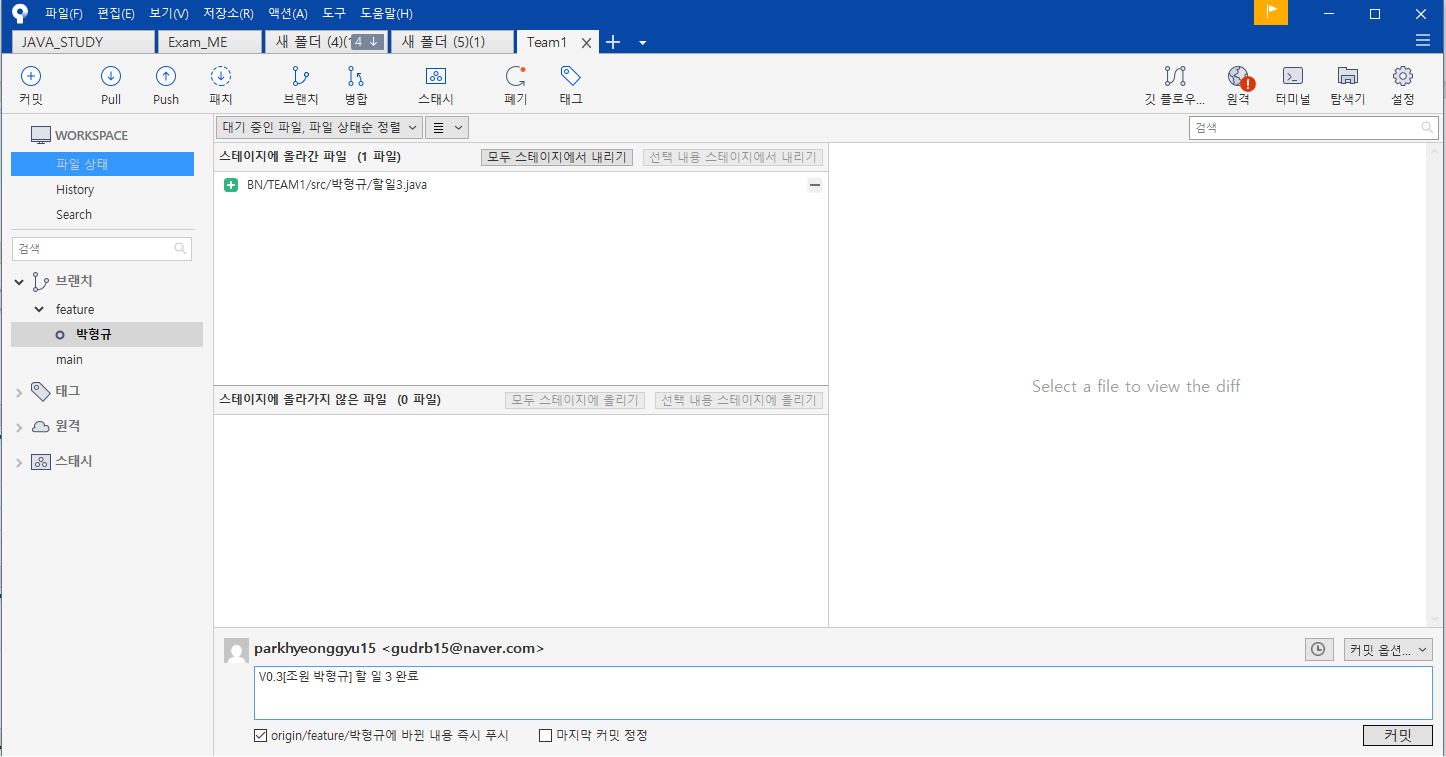 파일(F) 편집(E) 보기(V) 저장소(R) 액션(A) 도구 도움말(H)
JAVA_STUDY Exam_ME 새 폴더 (4)(1 4 ↓ 새 폴더 (5)(1) Team1
커밋 Pull Push 패치 브랜치 병합 스태시 폐기 태그 깃 플로우... 원격 터미널 탐색기 설정
WORKSPACE
파일 상태
History
Search
검색
브랜치
feature
박형규
main
태그
원격
스태시
대기 중인 파일, 파일 상태순 정렬
검색
스테이지에 올라간 파일 (1 파일) 모두 스테이지에서 내리기 선택 내용 스테이지에서 내리기
BN/TEAM1/src/박형규/할일3.java
스테이지에 올라가지 않은 파일 (0 파일) 모두 스테이지에 올리기 선택 내용 스테이지에 올리기
Select a file to view the diff
parkhyeonggyu15 <gudrb15@naver.com> 커밋 옵션...
V0.3[조원 박형규] 할 일 3 완료
origin/feature/박형규에 바뀐 내용 즉시 푸시 마지막 커밋 정정 커밋